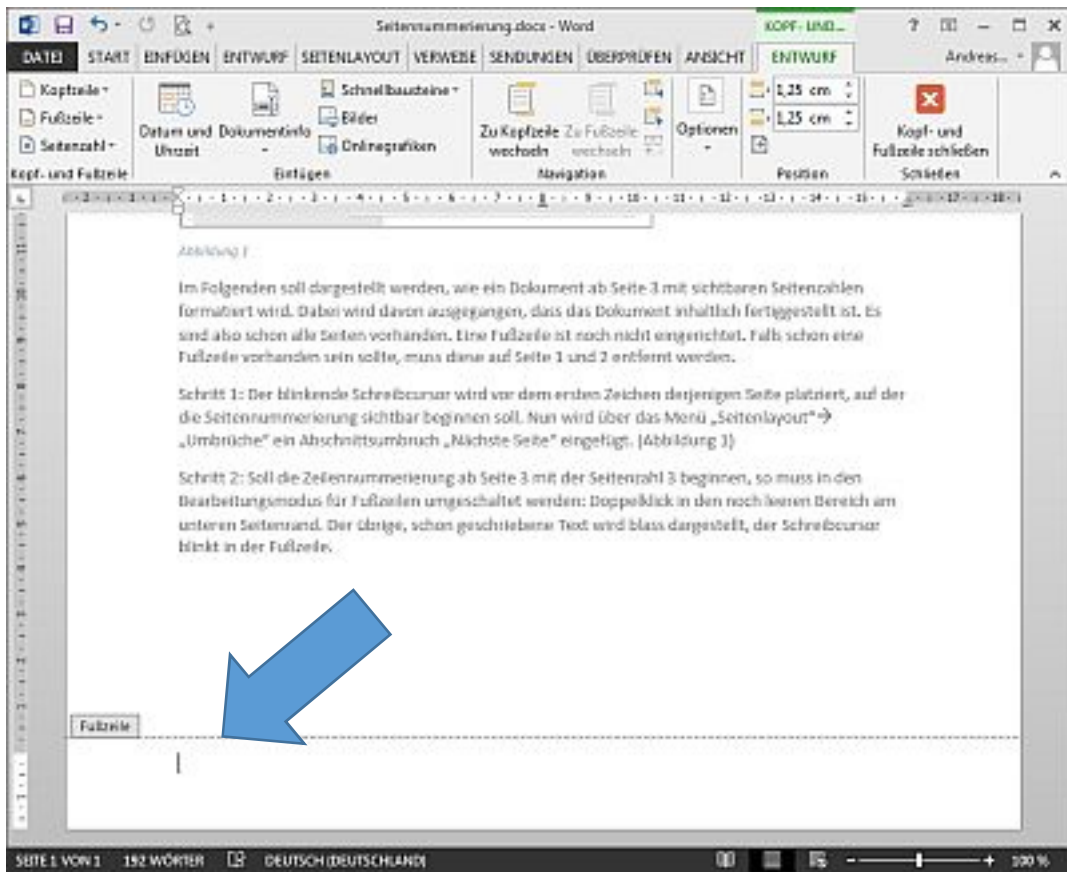 Seitennummerierung.docx - Word
KOPF- UND...
?
DATEI START EINFÜGEN ENTWURF SEITENLAYOUT VERWEISE SENDUNGEN ÜBERPRÜFEN ANSICHT ENTWURF Andreas...
Kopfzeile
Fußzeile
Seitenzahl
Kopf- und Fußzeile
Datum und Uhrzeit
Dokumentinfo
Schnellbausteine
Bilder
Onlinegrafiken
Einfügen
Zu Kopfzeile wechseln
Zu Fußzeile wechseln
Navigation
Optionen
1,25 cm
1,25 cm
Position
Kopf- und
Fußzeile schließen
Schließen
Abbildung 1
Im Folgenden soll dargestellt werden, wie ein Dokument ab Seite 3 mit sichtbaren Seitenzahlen
formatiert wird. Dabei wird davon ausgegangen, dass das Dokument inhaltlich fertiggestellt ist. Es
sind also schon alle Seiten vorhanden. Eine Fußzeile ist noch nicht eingerichtet. Falls schon eine
Fußzeile vorhanden sein sollte, muss diese auf Seite 1 und 2 entfernt werden.
Schritt 1: Der blinkende Schreibcursor wird vor dem ersten Zeichen derjenigen Seite platziert, auf der
die Seitennummerierung sichtbar beginnen soll. Nun wird über das Menü „Seitenlayout“→
„Umbrüche“ ein Abschnittsumbruch „Nächste Seite“ eingefügt. (Abbildung 1)
Schritt 2: Soll die Zeilennummerierung ab Seite 3 mit der Seitenzahl 3 beginnen, so muss in den
Bearbeitungsmodus für Fußzeilen umgeschaltet werden: Doppelklick in den noch leeren Bereich am
unteren Seitenrand. Der übrige, schon geschriebene Text wird blass dargestellt, der Schreibcursor
blinkt in der Fußzeile.
Fußzeile
SEITE 1 VON 1 192 WÖRTER DEUTSCH (DEUTSCHLAND) 100 %